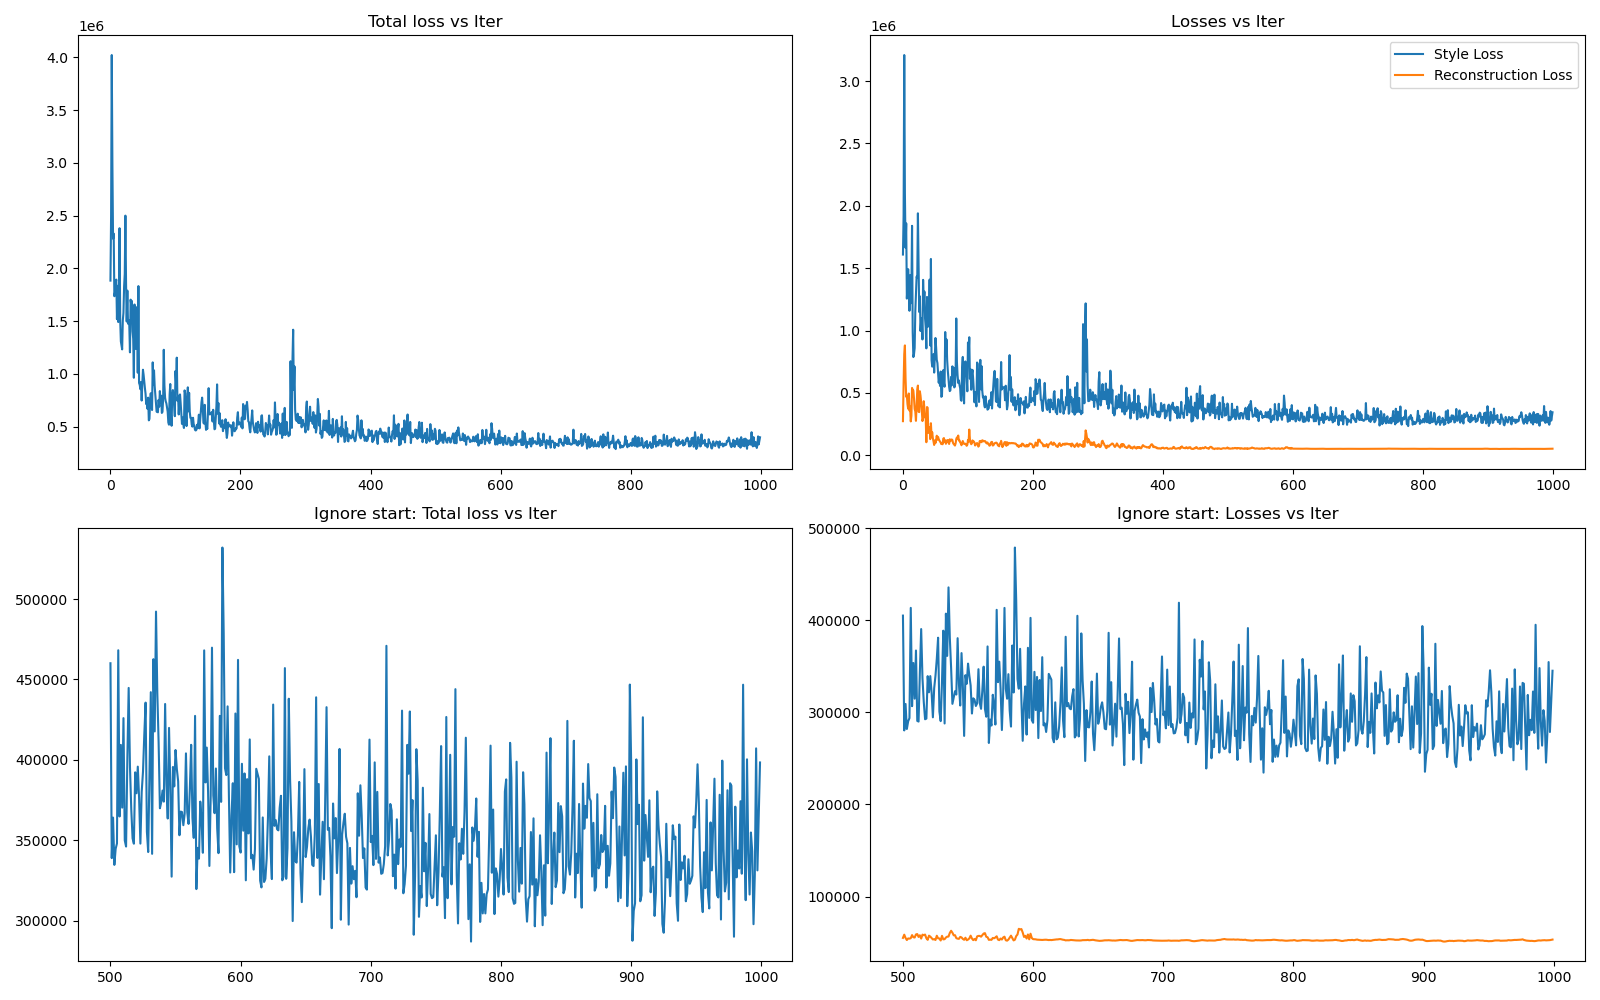 Total loss vs Iter
1e6
4.0
3.5
3.0
2.5
2.0
1.5
1.0
0.5
0 200 400 600 800 1000
Losses vs Iter
1e6
Style Loss
Reconstruction Loss
3.0
2.5
2.0
1.5
1.0
0.5
0.0
0 200 400 600 800 1000
Ignore start: Total loss vs Iter
500000
450000
400000
350000
300000
500 600 700 800 900 1000
Ignore start: Losses vs Iter
500000
400000
300000
200000
100000
500 600 700 800 900 1000